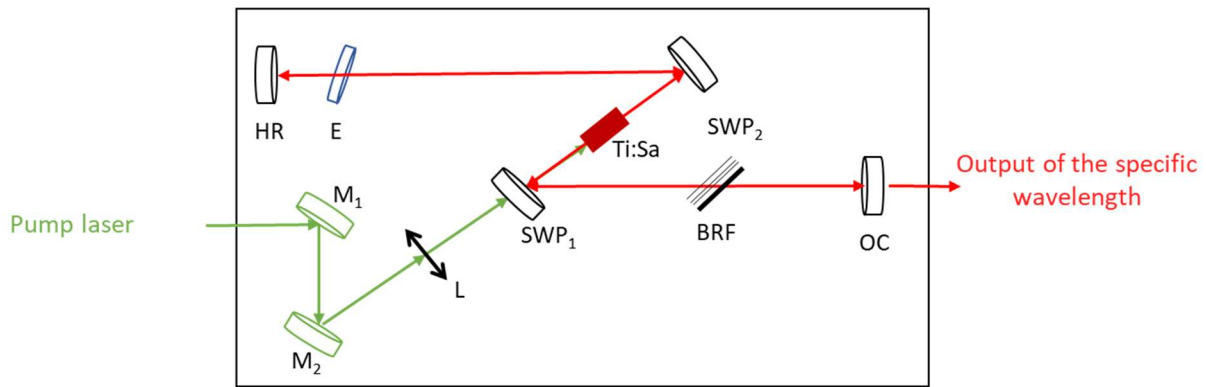 HR
E
SWP₂
Ti:Sa
M₁
Output of the specific
wavelength
Pump laser
SWP₁
BRF
OC
L
M₂